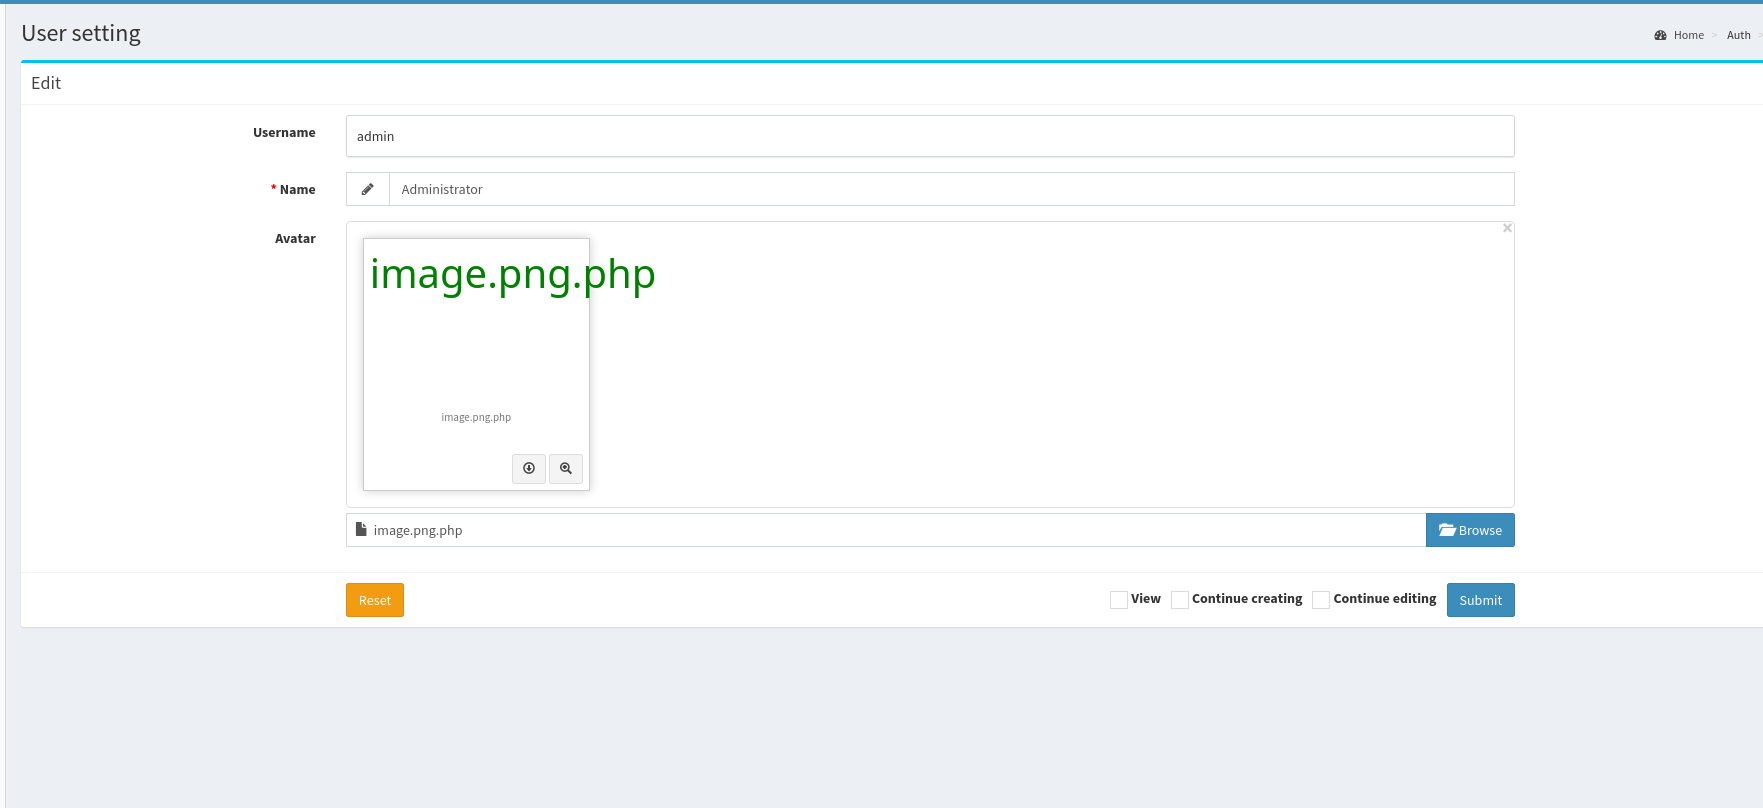 User setting
Home > Auth >
Edit
Username
admin
* Name
Administrator
Avatar
×
image.png.php
image.png.php
image.png.php
Browse
Reset
View
Continue creating
Continue editing
Submit